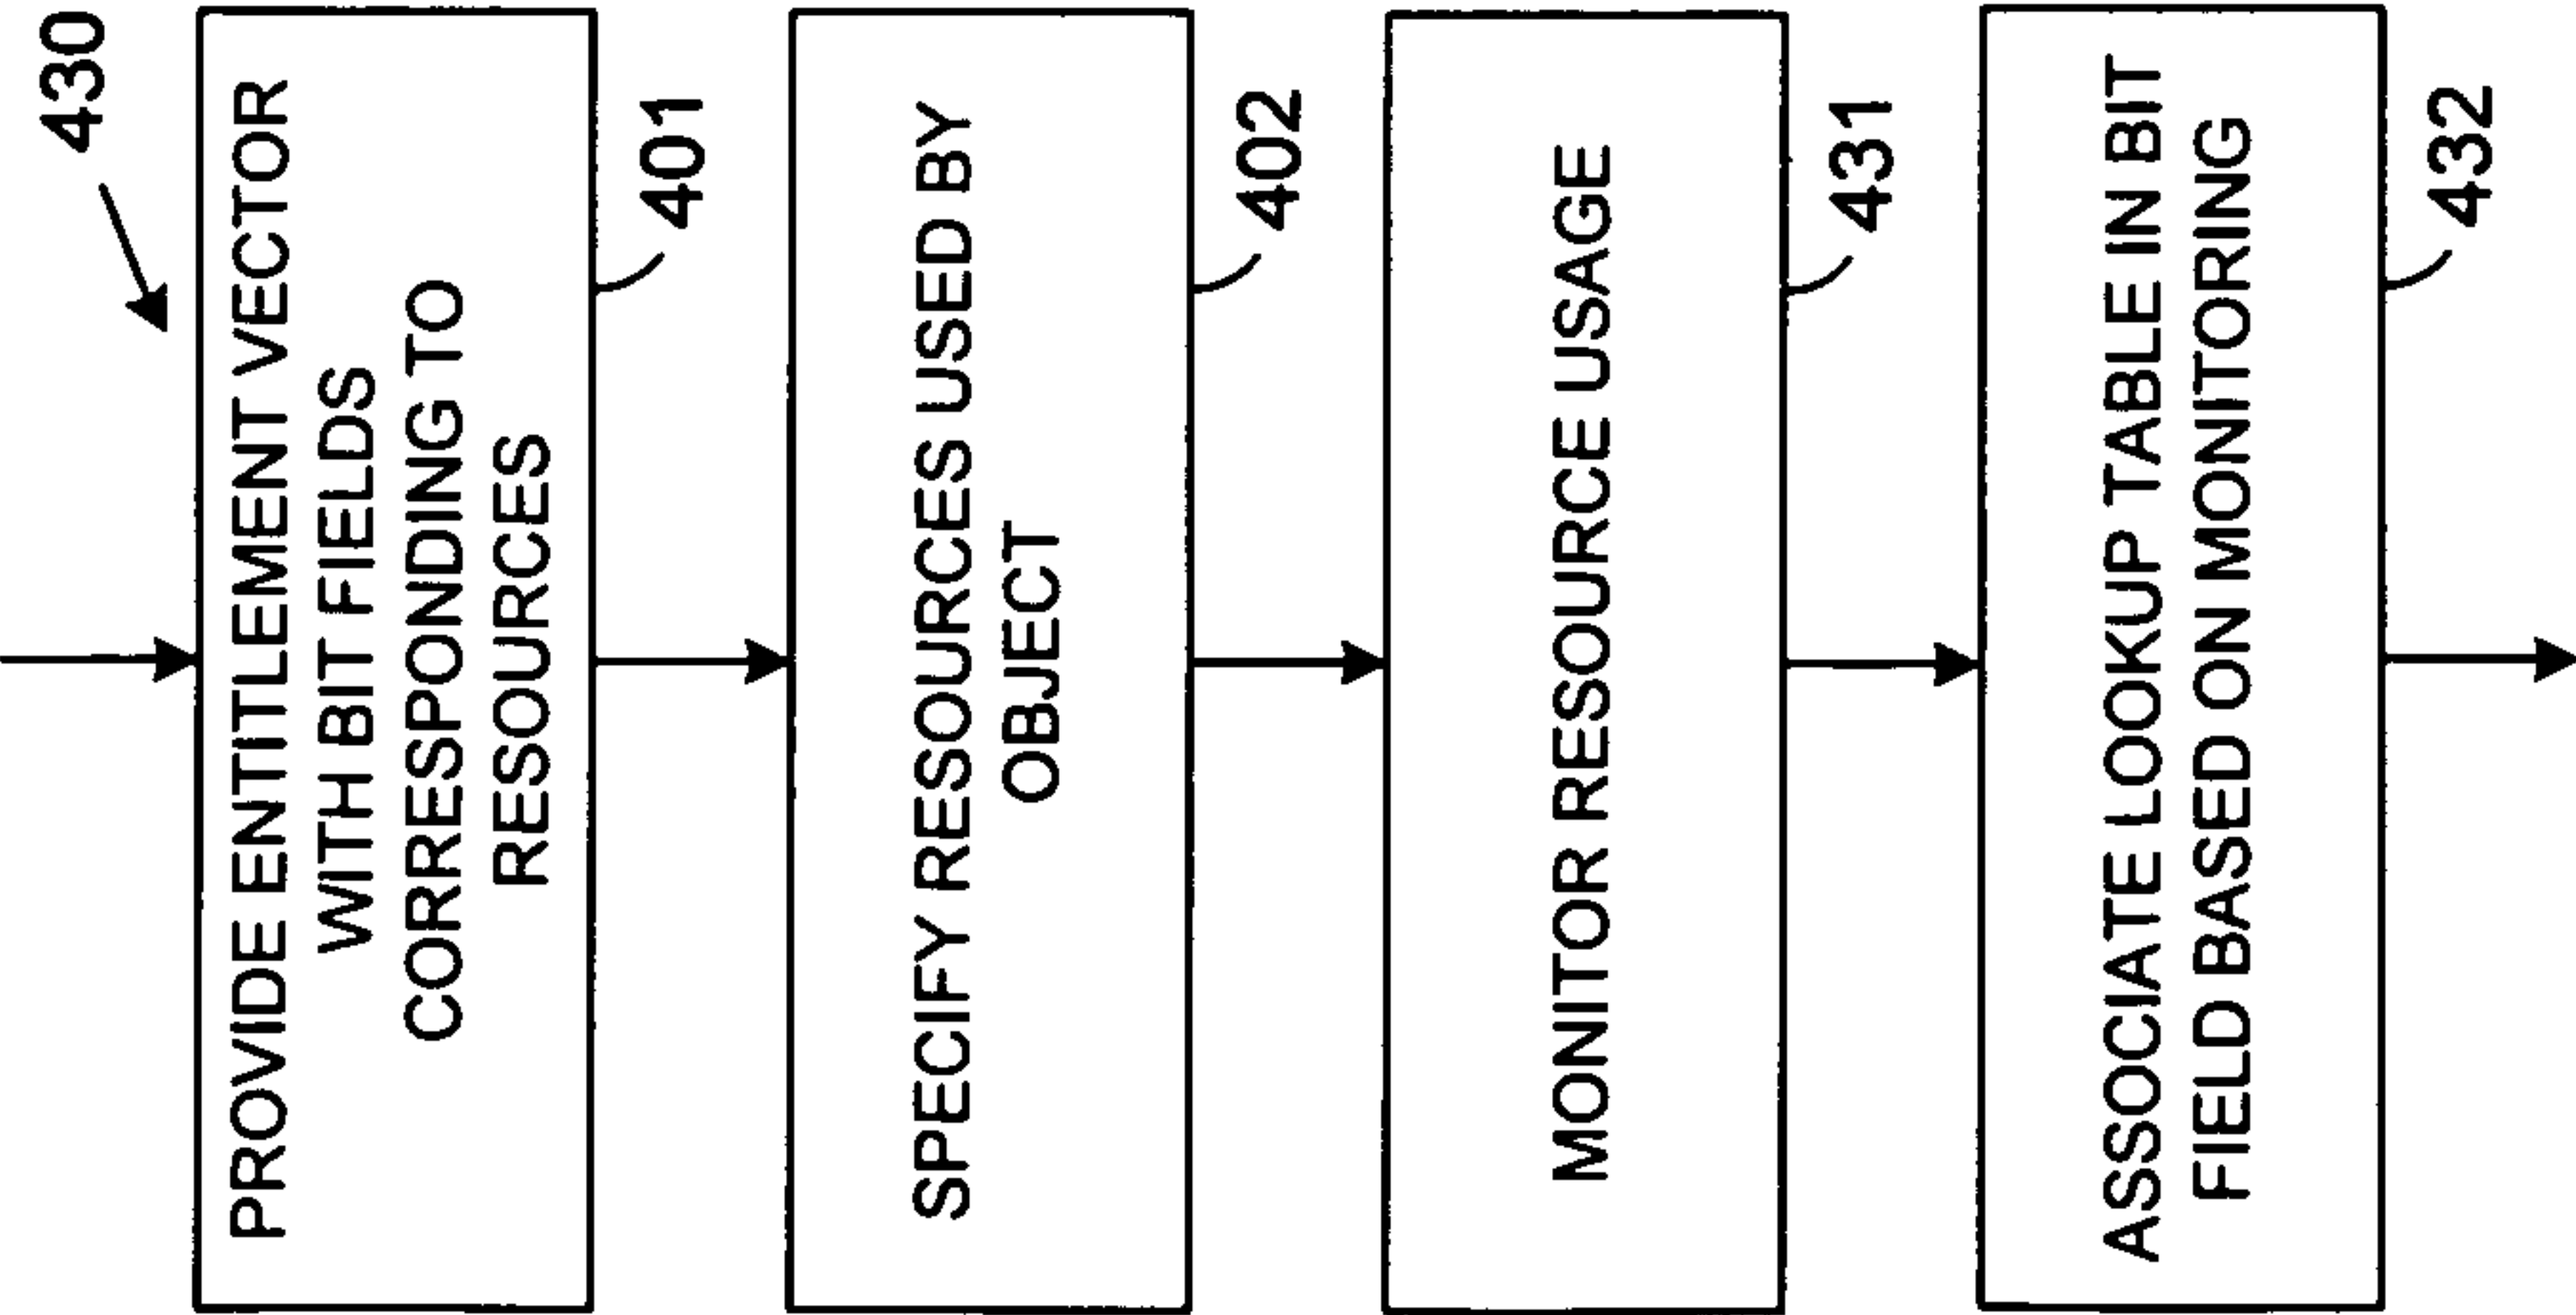 430
PROVIDE ENTITLEMENT VECTOR
WITH BIT FIELDS
CORRESPONDING TO
RESOURCES
401
SPECIFY RESOURCES USED BY
OBJECT
402
MONITOR RESOURCE USAGE
431
ASSOCIATE LOOKUP TABLE IN BIT
FIELD BASED ON MONITORING
432